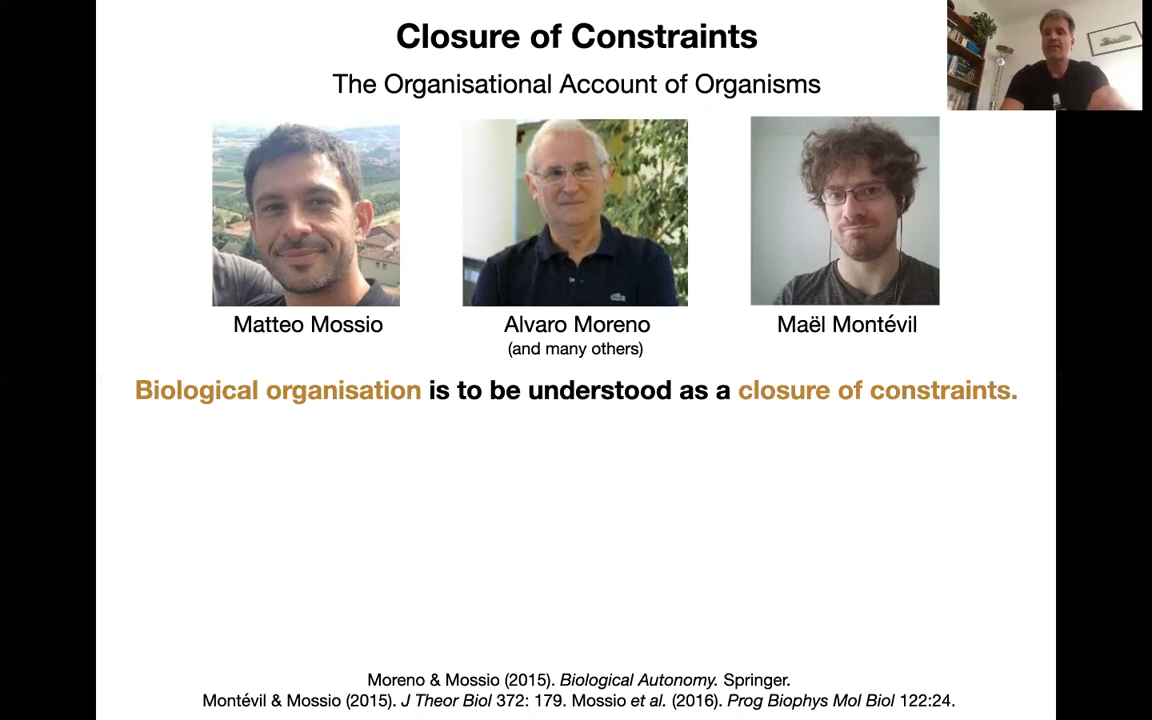 Closure of Constraints
The Organisational Account of Organisms
Matteo Mossio
Alvaro Moreno
(and many others)
Maël Montévil
Biological organisation is to be understood as a closure of constraints.
Moreno & Mossio (2015). Biological Autonomy. Springer.
Montévil & Mossio (2015). J Theor Biol 372: 179. Mossio et al. (2016). Prog Biophys Mol Biol 122:24.